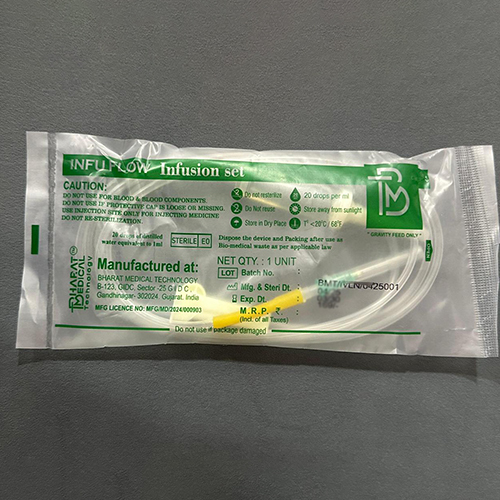 INFULFLOW Infusion set
CAUTION:
DO NOT USE FOR BLOOD & BLOOD COMPONENTS.
DO NOT USE IF PROTECTIVE CAP IS LOOSE OR MISSING.
USE INJECTION SITE ONLY FOR INJECTING MEDICINE
DO NOT RE-STERILIZATION.
Do not resterilize
20 drops per ml
Do Not reuse
Store away from sunlight
Store in Dry Place
T° <20°C / 68°F
BMT
" GRAVITY FEED ONLY "
20 drops of distilled
water equivalent to 1ml
STERILE EO
Dispose the device and Packing after use as
Bio-medical waste as per applicable law
BHARAT
MEDICAL
Technology
Manufactured at:
BHARAT MEDICAL TECHNOLOGY
B-123, GIDC, Sector -25 G I D C,
Gandhinagar- 302024. Gujarat, India
MFG LICENCE NO: MFG/MD/2024/000903
NET QTY. : 1 UNIT
LOT Batch No. :
Mfg. & Steri Dt. :
Exp. Dt. :
M.R.P. ₹ :
(Incl. of all Taxes)
Do not use if package damaged